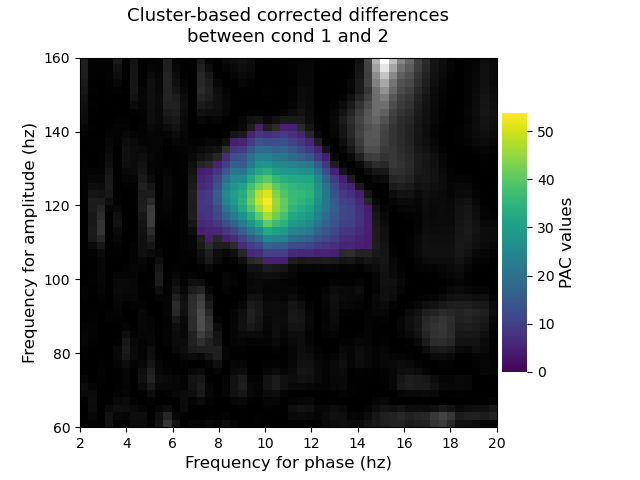 Cluster-based corrected differences
between cond 1 and 2
160
140
120
100
80
60
Frequency for amplitude (hz)
2 4 6 8 10 12 14 16 18 20
Frequency for phase (hz)
50
40
30
20
10
0
PAC values